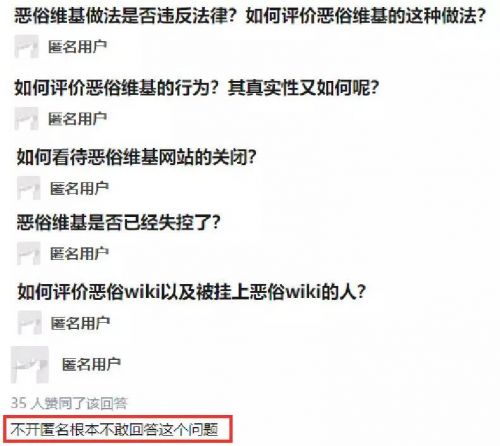 恶俗维基做法是否违反法律？如何评价恶俗维基的这种做法？
匿名用户
如何评价恶俗维基的行为？其真实性又如何呢？
匿名用户
如何看待恶俗维基网站的关闭？
匿名用户
恶俗维基是否已经失控了？
匿名用户
如何评价恶俗wiki以及被挂上恶俗wiki的人？
匿名用户
匿名用户
35 人赞同了该回答
不开匿名根本不敢回答这个问题